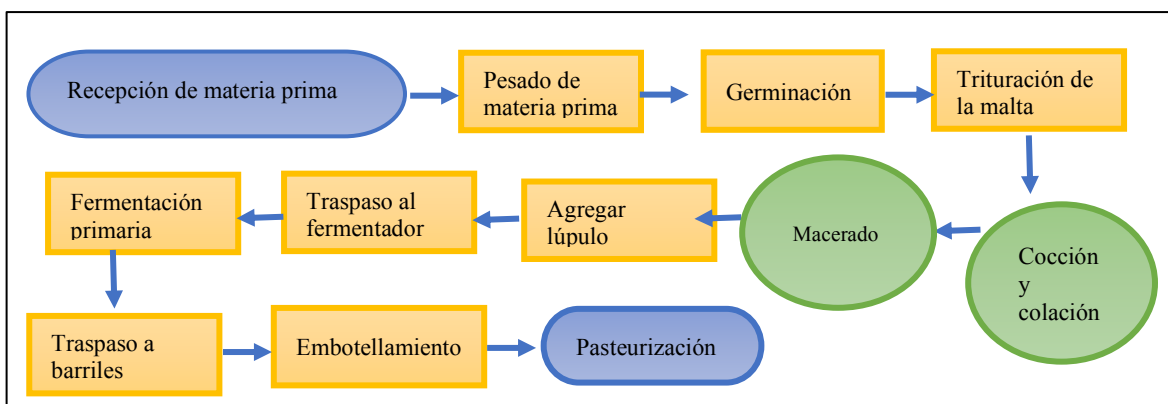 Recepción de materia prima
Pesado de
materia prima
Germinación
Trituración de
la malta
Cocción
y
colación
Macerado
Agregar
lúpulo
Traspaso al
fermentador
Fermentación
primaria
Traspaso a
barriles
Embotellamiento
Pasteurización